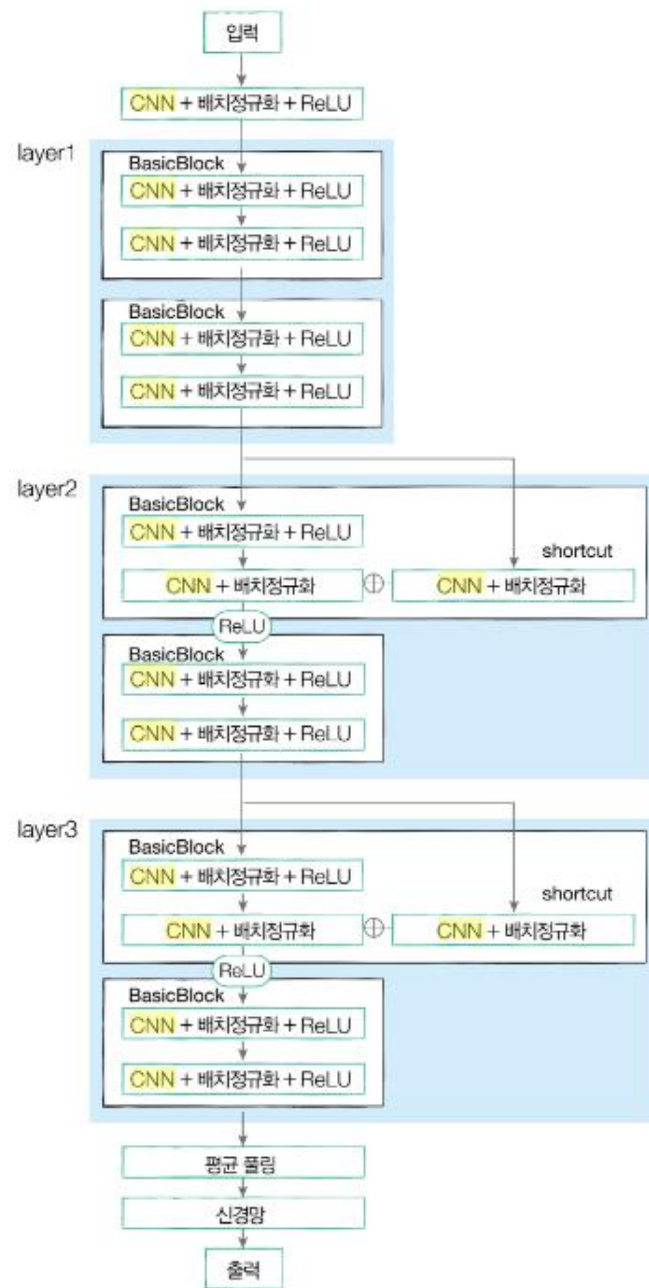 입력
CNN + 배치정규화 + ReLU
layer1
BasicBlock
CNN + 배치정규화 + ReLU
CNN + 배치정규화 + ReLU
BasicBlock
CNN + 배치정규화 + ReLU
CNN + 배치정규화 + ReLU
layer2
BasicBlock
CNN + 배치정규화 + ReLU
shortcut
CNN + 배치정규화 CNN + 배치정규화
ReLU
BasicBlock
CNN + 배치정규화 + ReLU
CNN + 배치정규화 + ReLU
layer3
BasicBlock
CNN + 배치정규화 + ReLU
shortcut
CNN + 배치정규화 CNN + 배치정규화
ReLU
BasicBlock
CNN + 배치정규화 + ReLU
CNN + 배치정규화 + ReLU
평균 풀링
신경망
출력